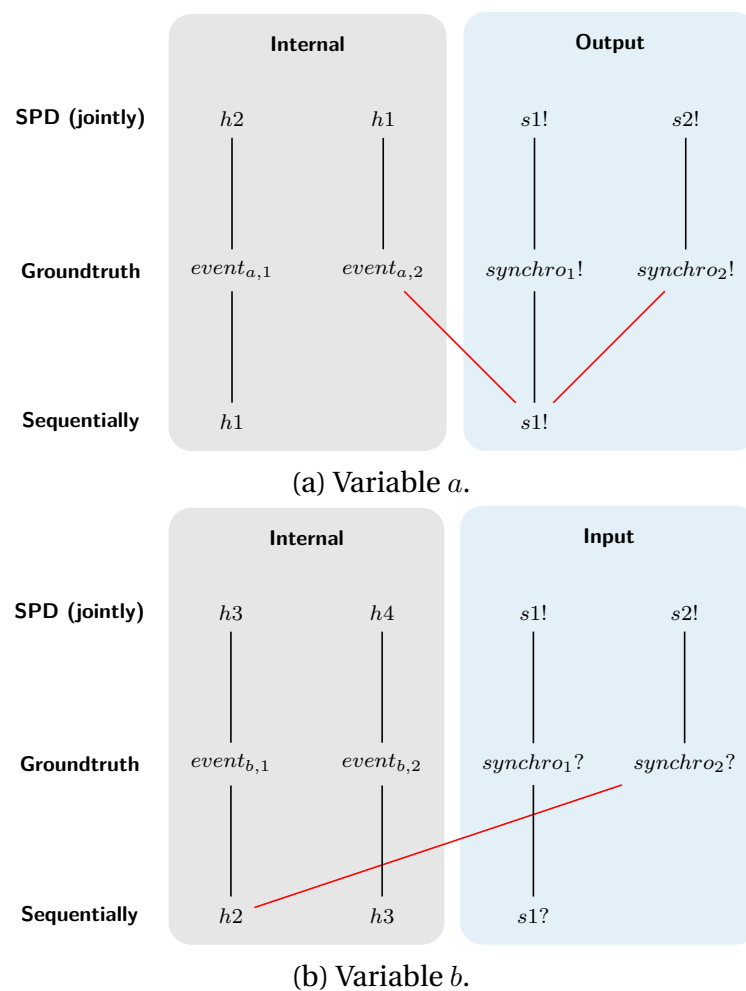 Internal Output
SPD (jointly) h2 h1 s1! s2!
Groundtruth event_{a,1} event_{a,2} synchro_1! synchro_2!
Sequentially h1 s1!
(a) Variable a.
Internal Input
SPD (jointly) h3 h4 s1! s2!
Groundtruth event_{b,1} event_{b,2} synchro_1? synchro_2?
Sequentially h2 h3 s1?
(b) Variable b.